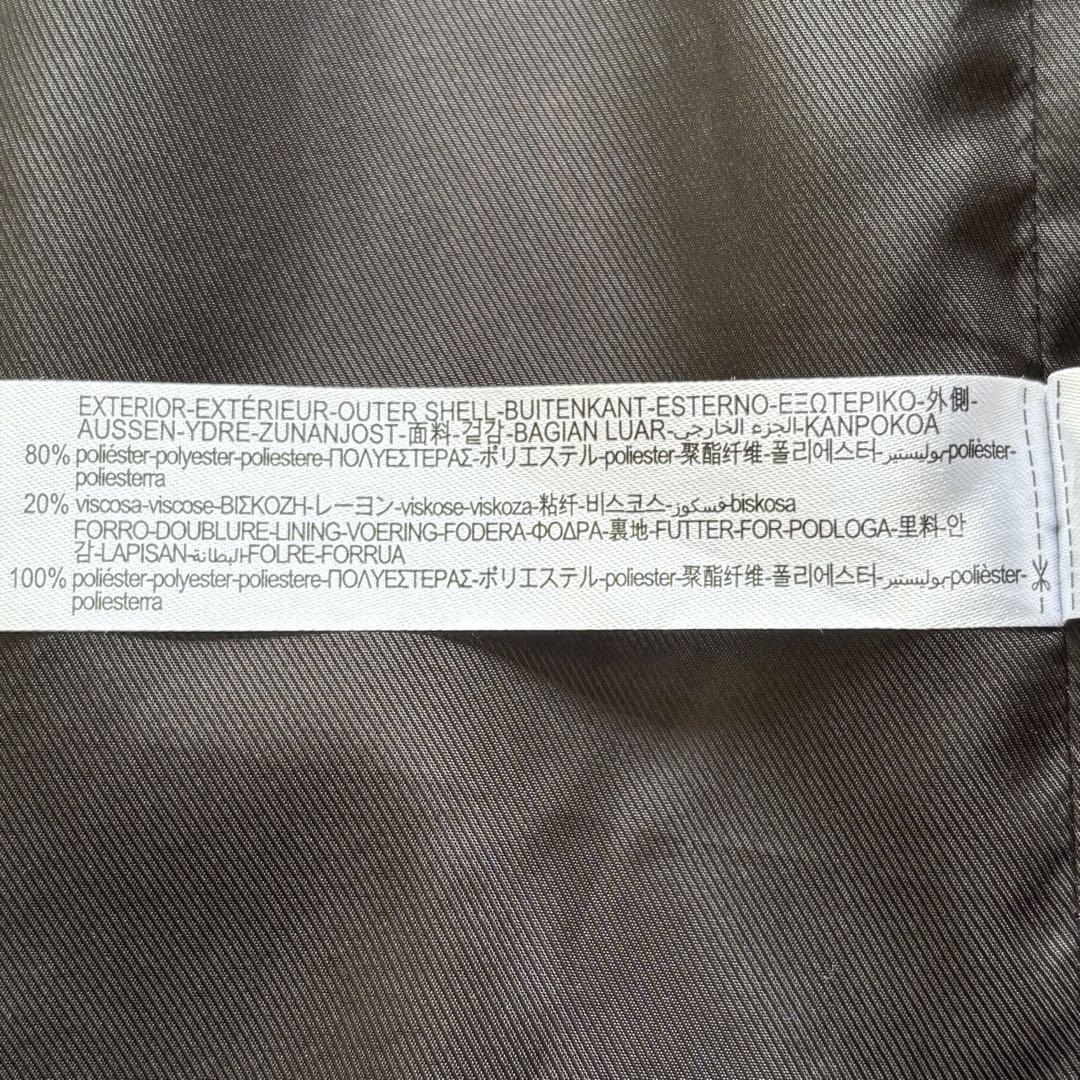 EXTERIOR-EXTÉRIEUR-OUTER SHELL-BUITENKANT-ESTERNO-ΕΞΩΤΕΡΙΚΟ-外側-
AUSSEN-YDRE-ZUNANJOST-面料-겉감-BAGIAN LUAR-الجزء الخارجي-KANPOKOA
80% poliéster-polyester-poliestere-ΠΟΛΥΕΣΤΕΡΑΣ-ポリエステル-poliester-聚酯纤维-폴리에스터-بوليستير-polièster-
poliesterra
20% viscosa-viscose-ΒΙΣΚΟΖΗ-レーヨン-viskose-viskoza-粘纤-비스코스-فسكوز-biskosa
FORRO-DOUBLURE-LINING-VOERING-FODERA-ΦΟΔΡΑ-裏地-FUTTER-FOR-PODLOGA-里料-안
감-LAPISAN-البطانة-FOLRE-FORRUA
100% poliéster-polyester-poliestere-ΠΟΛΥΕΣΤΕΡΑΣ-ポリエステル-poliester-聚酯纤维-폴리에스터-بوليستير-polièster-
poliesterra